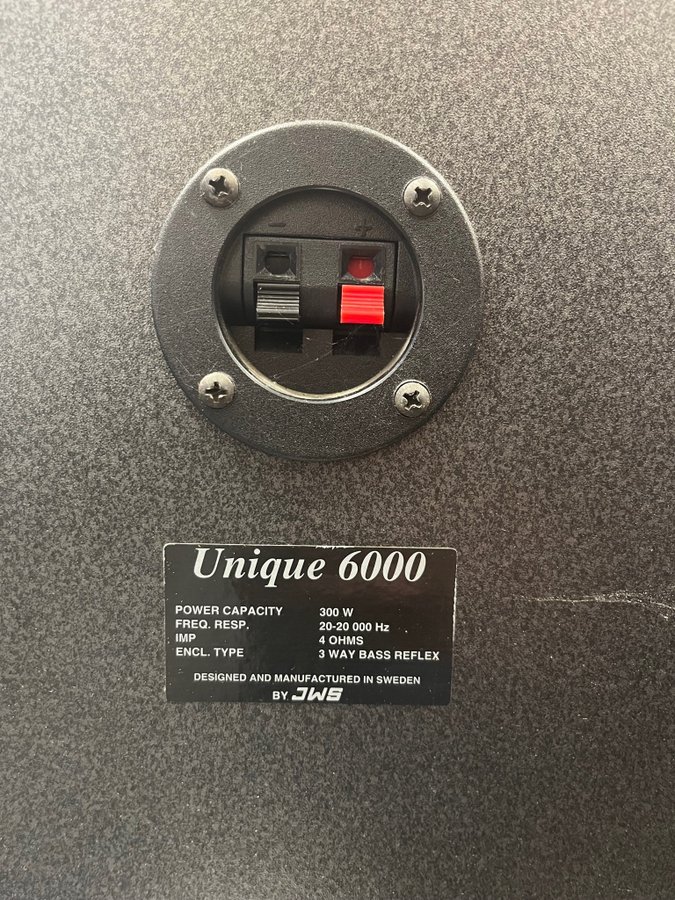 − +
Unique 6000
POWER CAPACITY 300 W
FREQ. RESP. 20-20 000 Hz
IMP 4 OHMS
ENCL. TYPE 3 WAY BASS REFLEX
DESIGNED AND MANUFACTURED IN SWEDEN
BY JWS